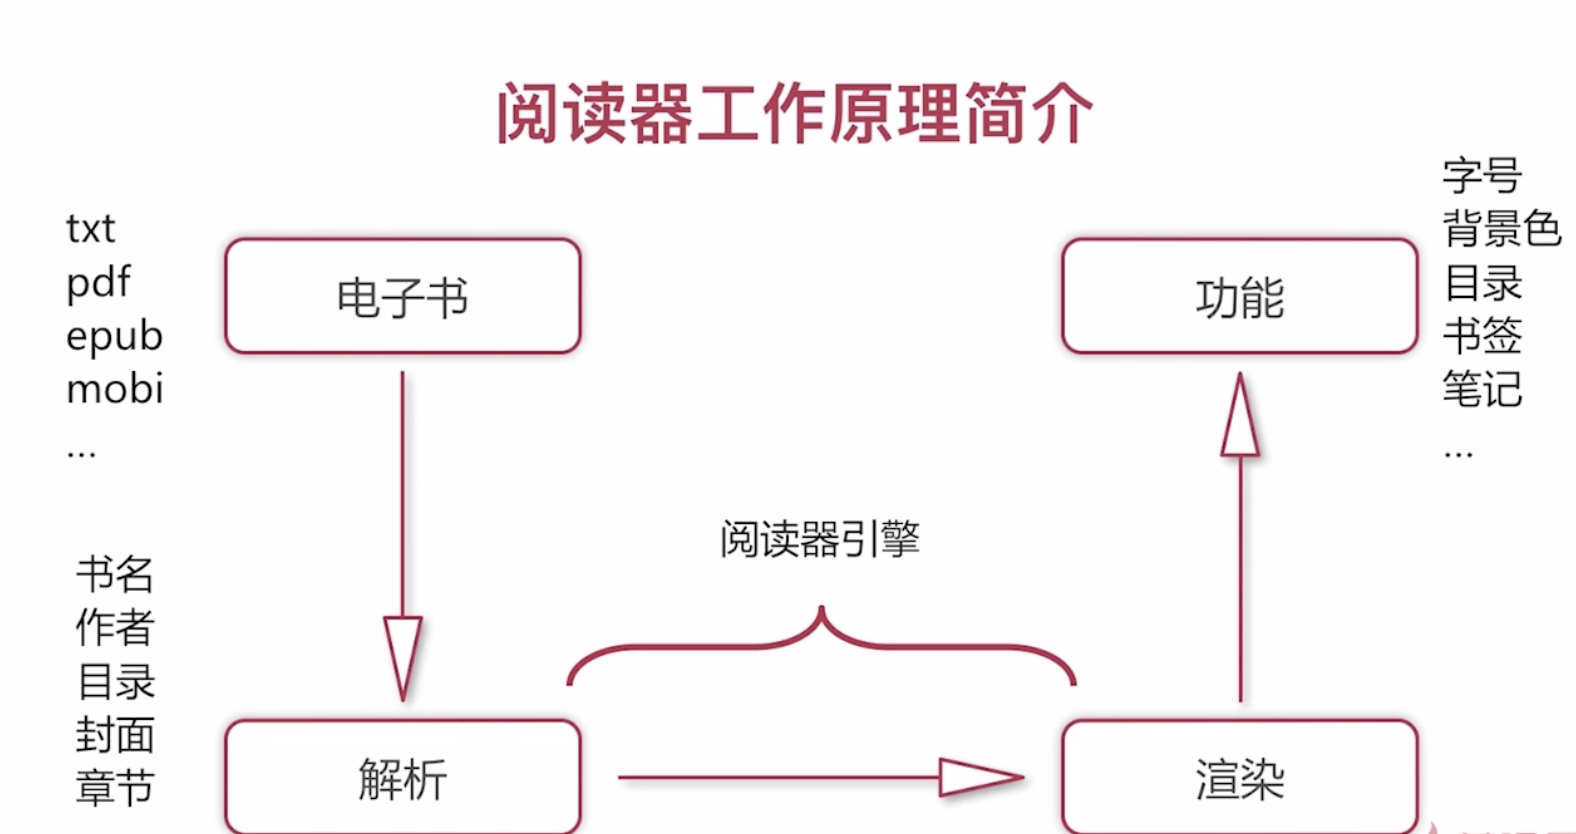 阅读器工作原理简介
txt
pdf
epub
mobi
...
电子书
功能
字号
背景色
目录
书签
笔记
...
阅读器引擎
书名
作者
目录
封面
章节
解析
渲染